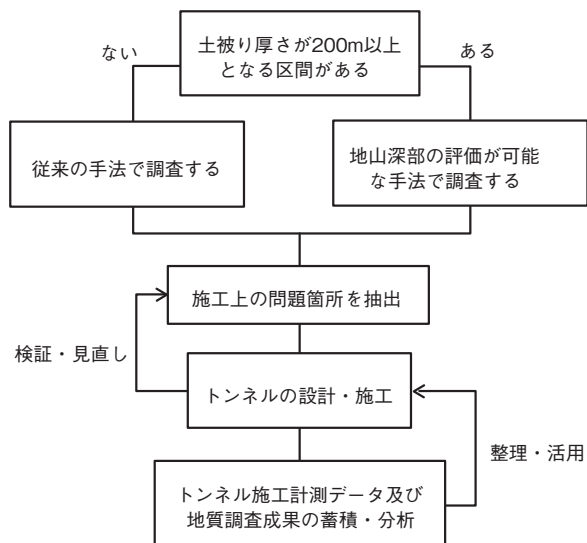 土被り厚さが200m以上
となる区間がある
ない
ある
従来の手法で調査する
地山深部の評価が可能
な手法で調査する
施工上の問題箇所を抽出
検証・見直し
トンネルの設計・施工
整理・活用
トンネル施工計測データ及び
地質調査成果の蓄積・分析